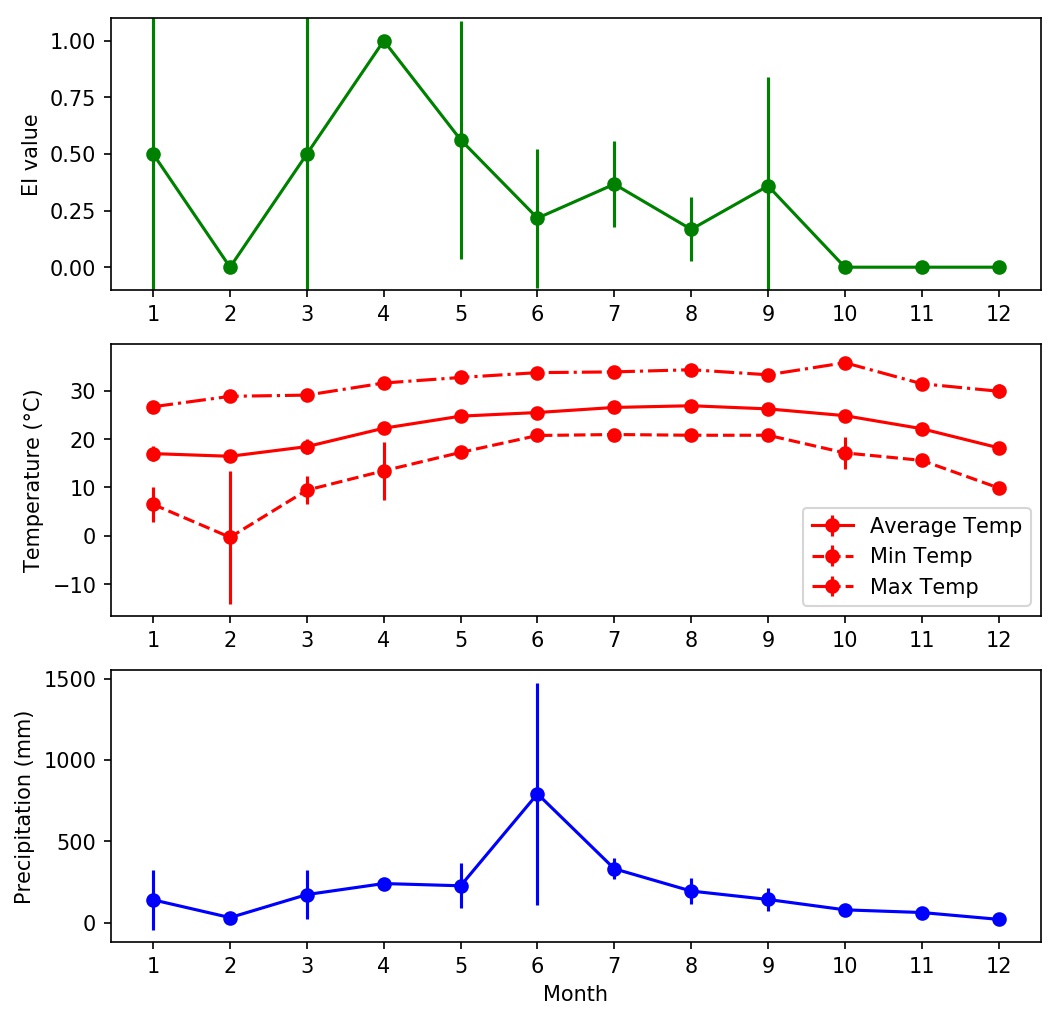 EI value
1.00
0.75
0.50
0.25
0.00
1 2 3 4 5 6 7 8 9 10 11 12
Temperature (°C)
30
20
10
0
−10
Average Temp
Min Temp
Max Temp
1 2 3 4 5 6 7 8 9 10 11 12
Precipitation (mm)
1500
1000
500
0
1 2 3 4 5 6 7 8 9 10 11 12
Month